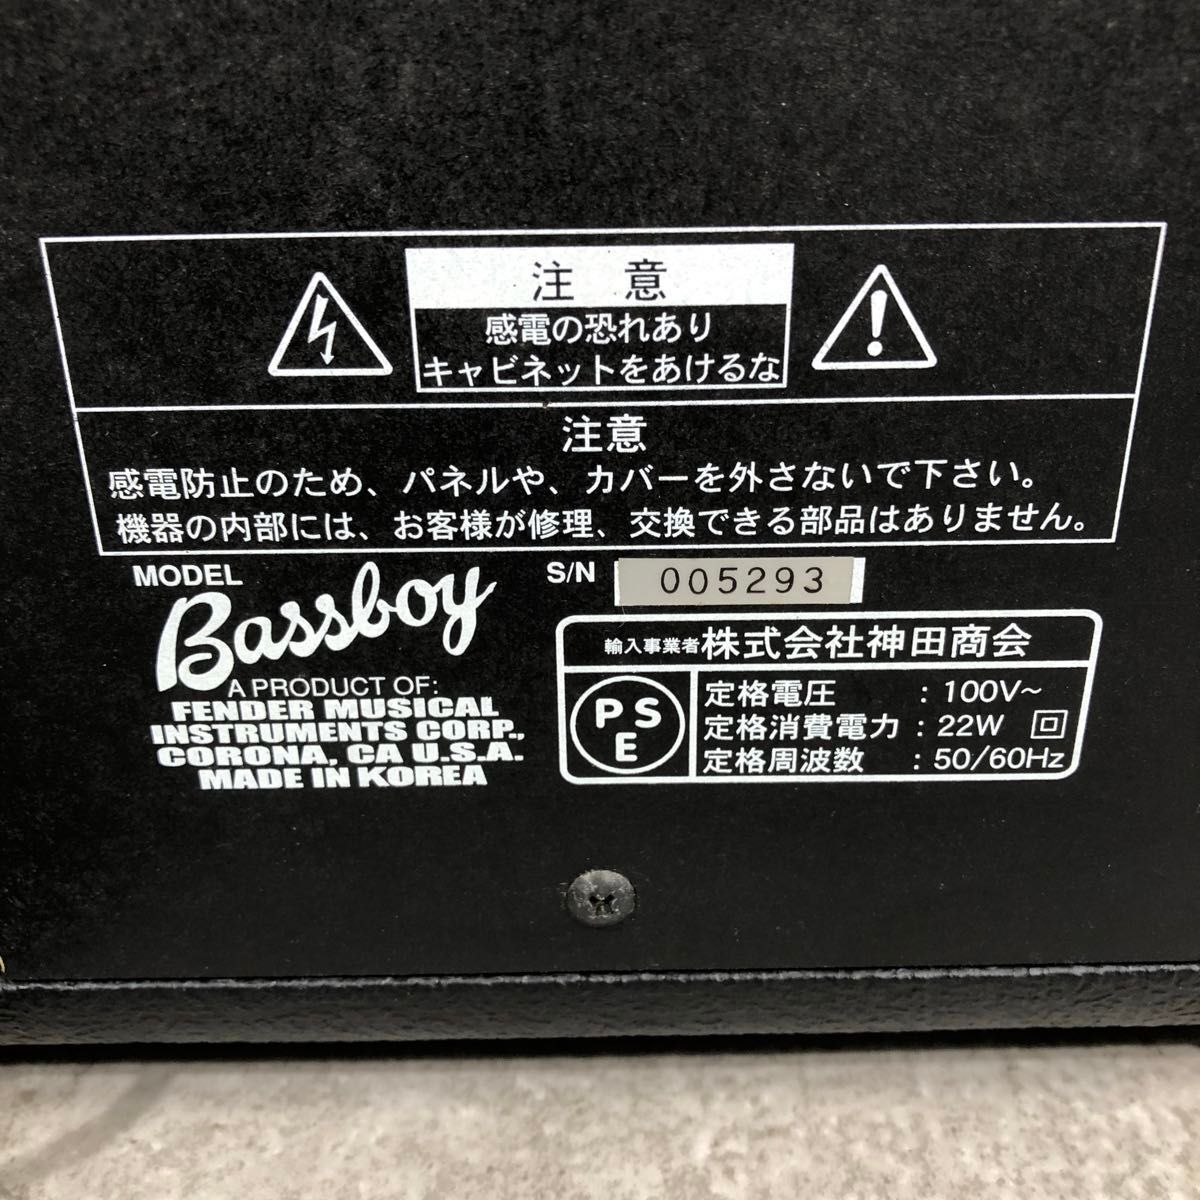 注 意
感電の恐れあり
キャビネットをあけるな
注意
感電防止のため、パネルや、カバーを外さないで下さい。
機器の内部には、お客様が修理、交換できる部品はありません。
MODEL
Bassboy
A PRODUCT OF:
FENDER MUSICAL
INSTRUMENTS CORP.,
CORONA, CA U.S.A.
MADE IN KOREA
S/N 005293
輸入事業者 株式会社神田商会
PSE
定格電圧 : 100V~
定格消費電力 : 22W
定格周波数 : 50/60Hz